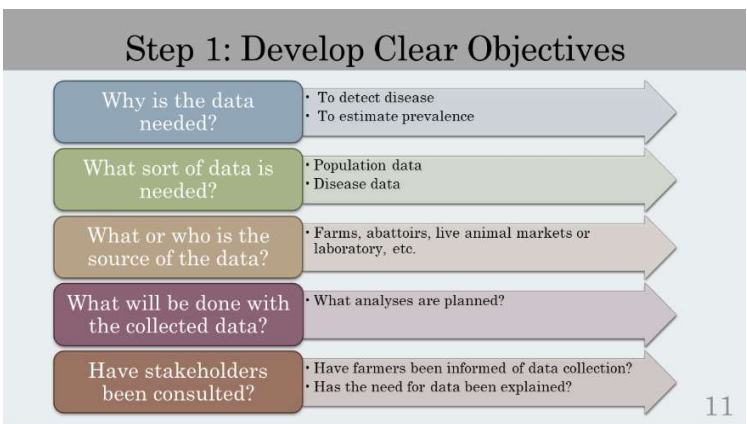 Step 1: Develop Clear Objectives
Why is the data
needed?
• To detect disease
• To estimate prevalence
What sort of data is
needed?
• Population data
• Disease data
What or who is the
source of the data?
• Farms, abattoirs, live animal markets or
laboratory, etc.
What will be done with
the collected data?
• What analyses are planned?
Have stakeholders
been consulted?
• Have farmers been informed of data collection?
• Has the need for data been explained?
11